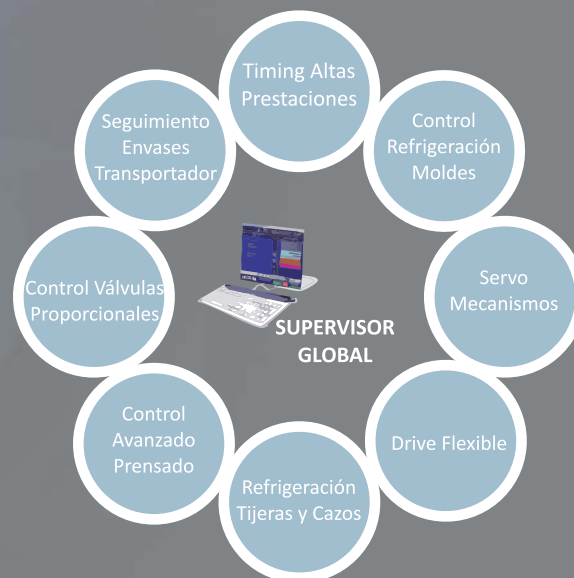 Timing Altas
Prestaciones
Control
Refrigeración
Moldes
Servo
Mecanismos
Drive Flexible
Refrigeración
Tijeras y Cazos
Control
Avanzado
Prensado
Control Válvulas
Proporcionales
Seguimiento
Envases
Transportador
SUPERVISOR
GLOBAL